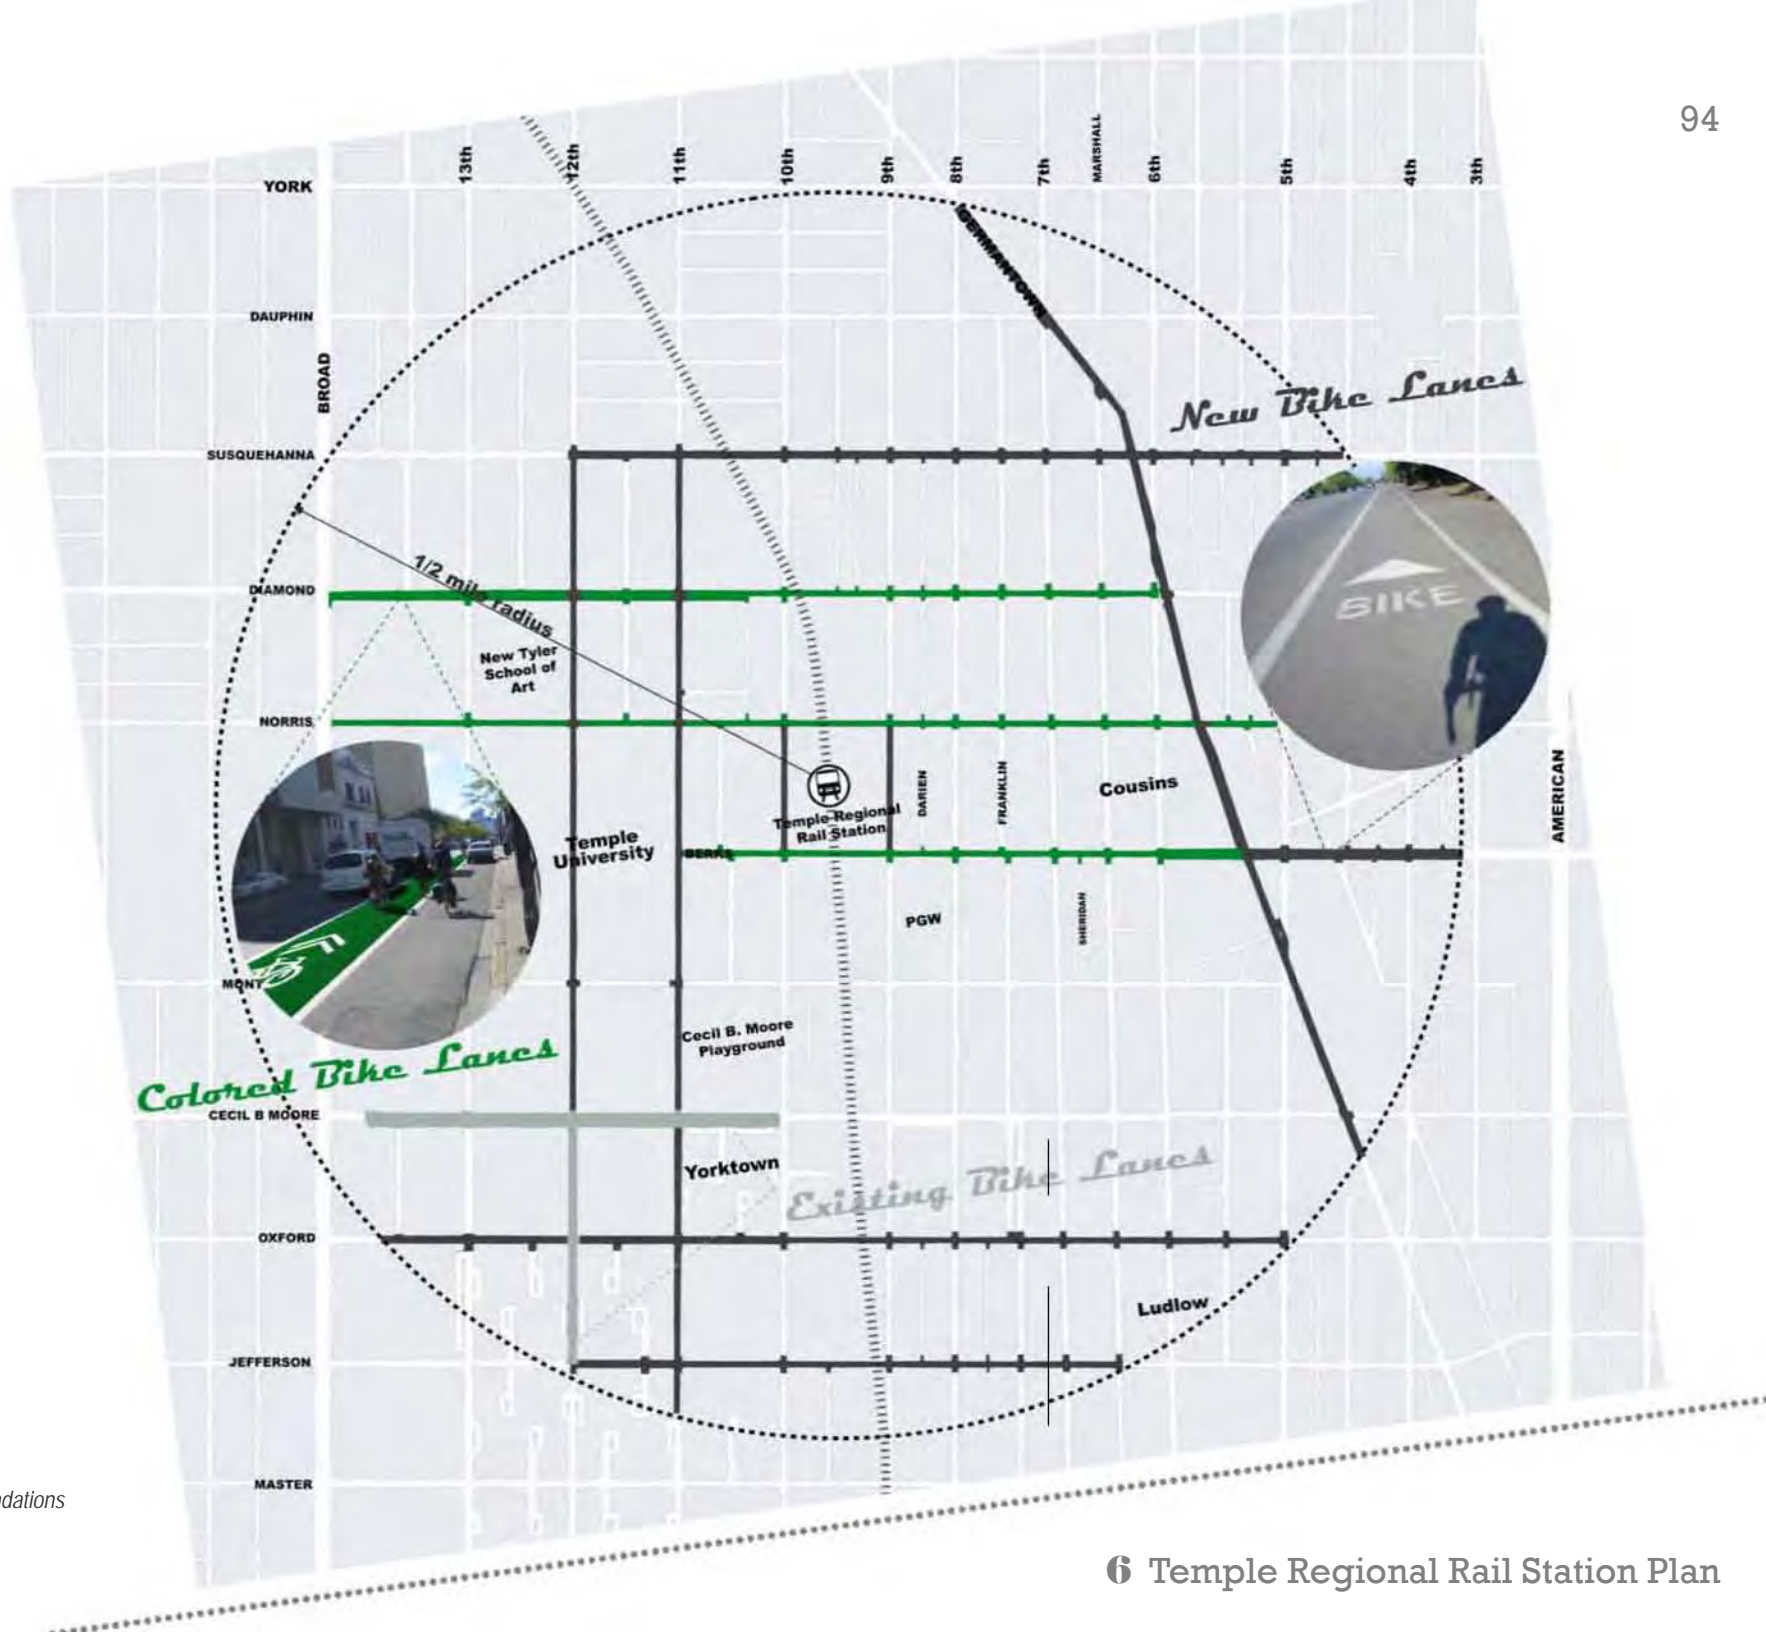 94
13th
12th
11th
10th
9th
8th
7th
MARSHALL
6th
5th
4th
3th
YORK
GERMANTOWN
DAUPHIN
BROAD
New Bike Lanes
SUSQUEHANNA
1/2 mile radius
DIAMOND
BIKE
New Tyler
School of
Art
NORRIS
AMERICAN
DARIEN
FRANKLIN
Cousins
Temple Regional
Rail Station
Temple
University
BERKS
PGW
SHERIDAN
MONT
Cecil B. Moore
Playground
Colored Bike Lanes
CECIL B MOORE
Yorktown
Existing Bike Lanes
OXFORD
Ludlow
JEFFERSON
MASTER
dations
6 Temple Regional Rail Station Plan